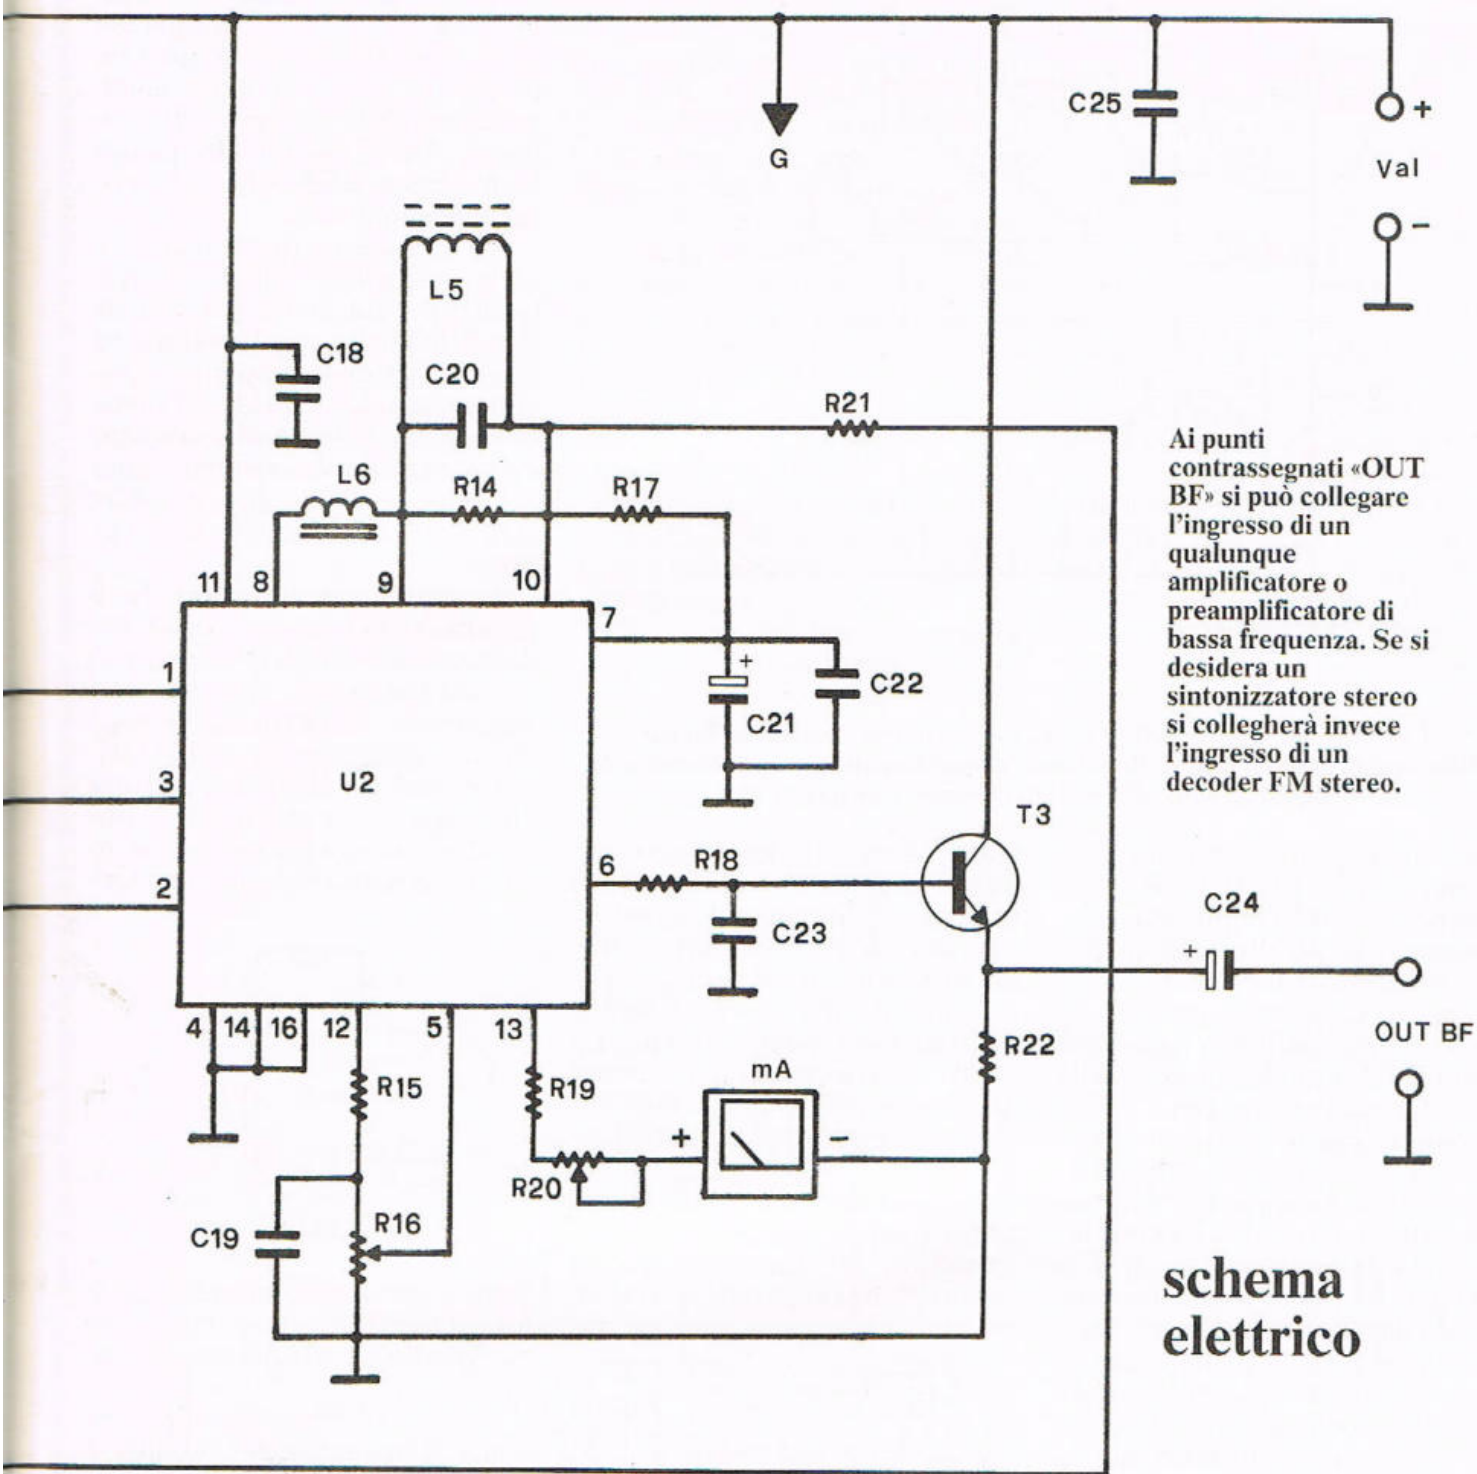 C25
+
Val
−
G
L5
C18
C20
R21
L6
R14
R17
11
8
9
10
7
1
+
C22
C21
3
U2
T3
R18
6
2
C23
C24
+
4
14
16
12
5
13
OUT BF
R22
mA
R15
R19
+
−
R20
C19
R16
Ai punti
contrassegnati «OUT
BF» si può collegare
l'ingresso di un
qualunque
amplificatore o
preamplificatore di
bassa frequenza. Se si
desidera un
sintonizzatore stereo
si collegherà invece
l'ingresso di un
decoder FM stereo.
schema
elettrico